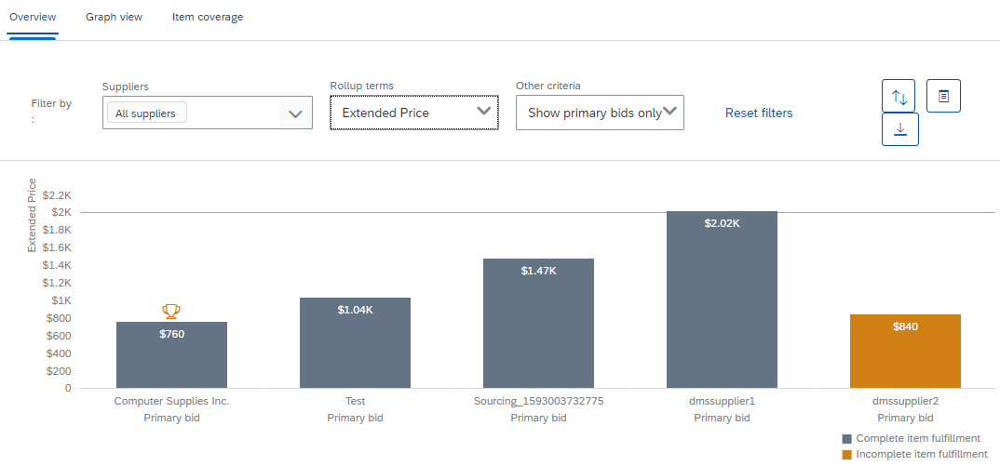 Overview Graph view Item coverage
Suppliers Rollup terms Other criteria
Filter by
:
All suppliers Extended Price Show primary bids only Reset filters
Extended Price
$2.2K
$2K
$1.8K
$1.6K
$1.4K
$1.2K
$1K
$800
$600
$400
$200
0
$760
$1.04K
$1.47K
$2.02K
$840
Computer Supplies Inc. Test Sourcing_1593003732775 dmssupplier1 dmssupplier2
Primary bid Primary bid Primary bid Primary bid Primary bid
Complete item fulfillment
Incomplete item fulfillment